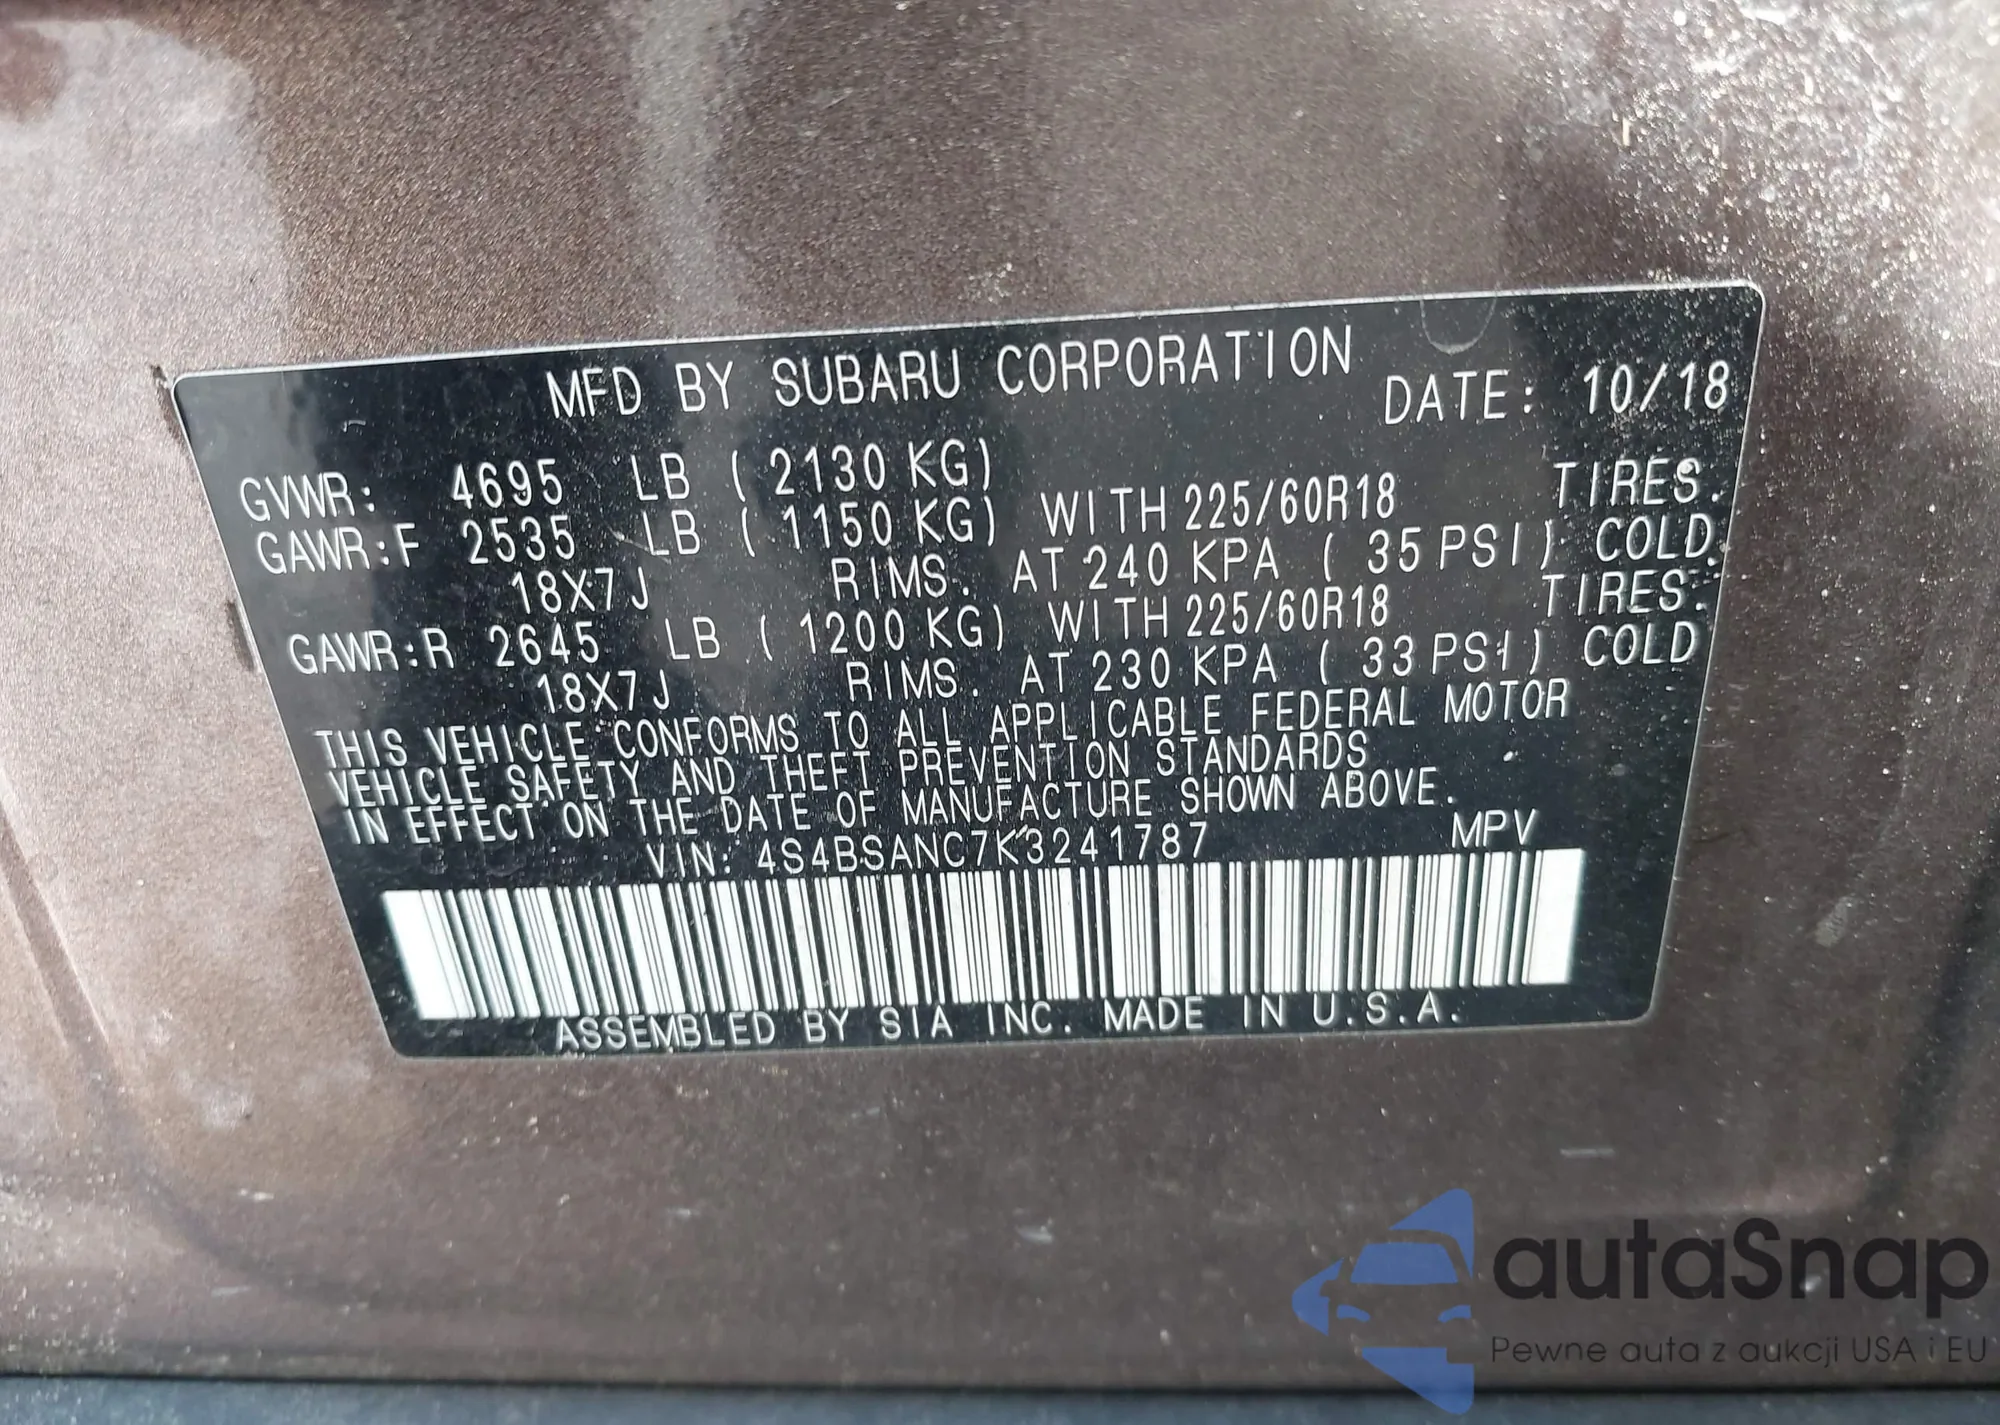 MFD BY SUBARU CORPORATION DATE: 10/18
GVWR: 4695 LB ( 2130 KG)
GAWR:F 2535 LB ( 1150 KG) WITH 225/60R18 TIRES.
18X7J RIMS. AT 240 KPA ( 35 PSI) COLD.
GAWR:R 2645 LB ( 1200 KG) WITH 225/60R18 TIRES.
18X7J RIMS. AT 230 KPA ( 33 PSI) COLD
THIS VEHICLE CONFORMS TO ALL APPLICABLE FEDERAL MOTOR
VEHICLE SAFETY AND THEFT PREVENTION STANDARDS
IN EFFECT ON THE DATE OF MANUFACTURE SHOWN ABOVE.
VIN: 4S4BSANC7K3241787 MPV
ASSEMBLED BY SIA INC. MADE IN U.S.A.
autaSnap
Pewne auta z aukcji USA i EU